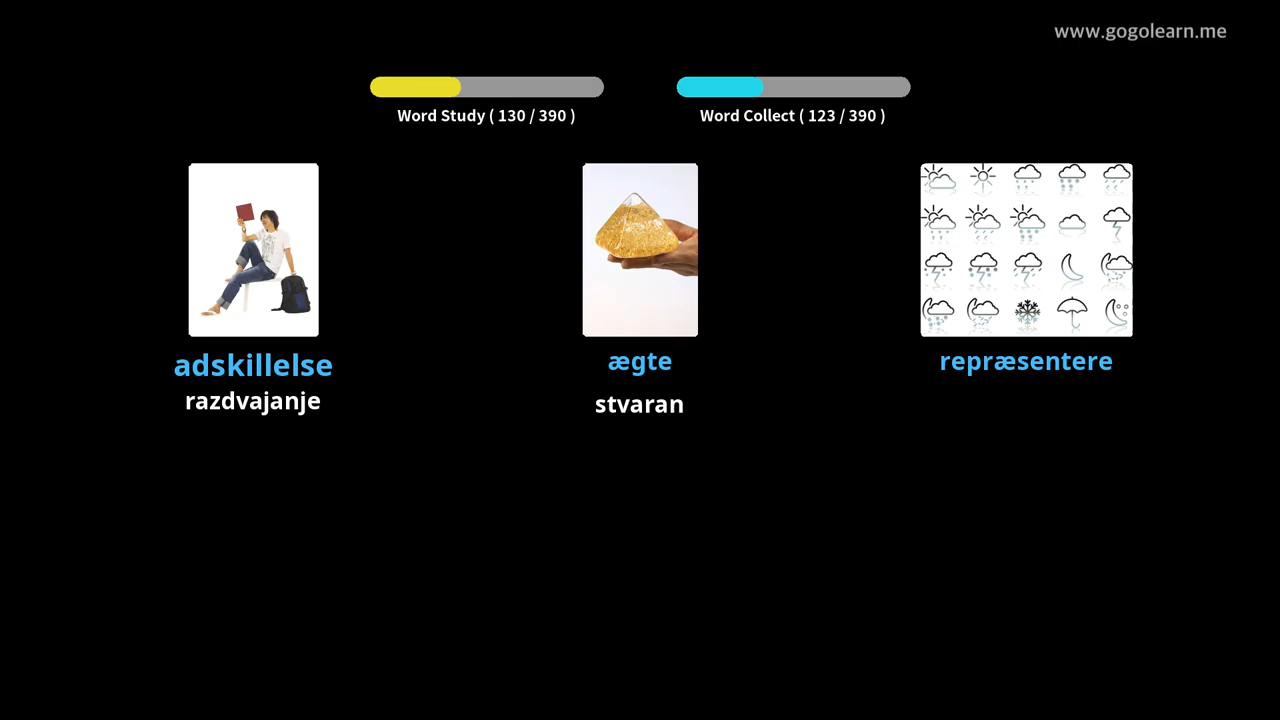 www.gogolearn.me
Word Study ( 130 / 390 )
Word Collect ( 123 / 390 )
adskillelse
razdvajanje
ægte
stvaran
repræsentere